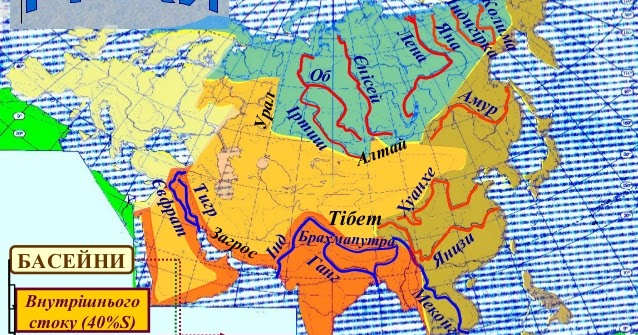 Об
Єнісей
Лена
Яна
Колима
Іртиш
Урал
Алтай
Амур
Хуанхе
Тібет
Янцзи
Євфрат
Тигр
Загрос
Інд
Брахмапутра
Ганг
Меконг
БАСЕЙНИ
Внутрішнього
стоку (40%S)